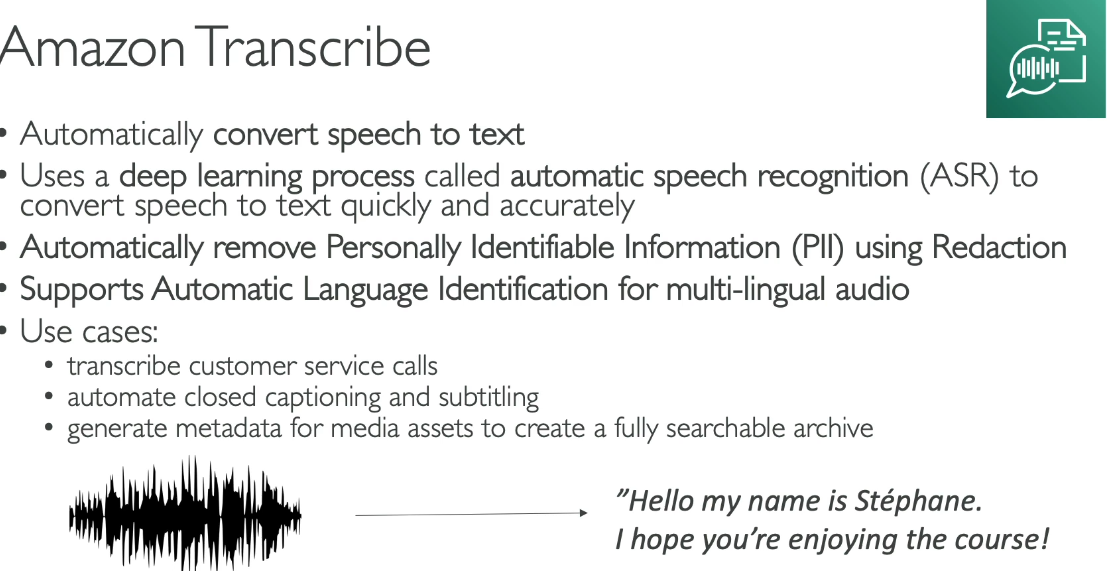 Amazon Transcribe
• Automatically convert speech to text
• Uses a deep learning process called automatic speech recognition (ASR) to
convert speech to text quickly and accurately
• Automatically remove Personally Identifiable Information (PII) using Redaction
• Supports Automatic Language Identification for multi-lingual audio
• Use cases:
• transcribe customer service calls
• automate closed captioning and subtitling
• generate metadata for media assets to create a fully searchable archive
”Hello my name is Stéphane.
I hope you’re enjoying the course!